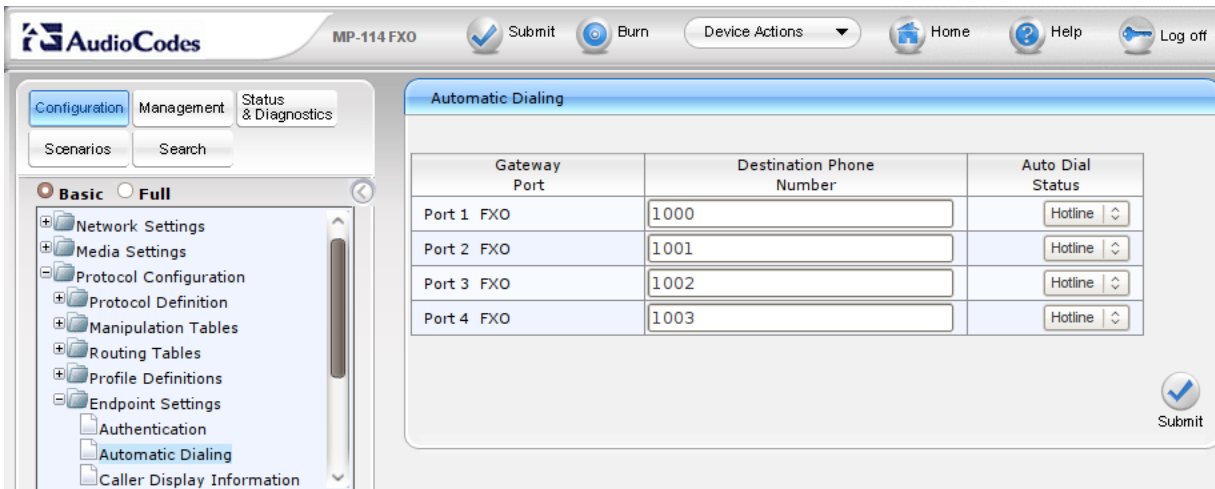 AudioCodes MP-114 FXO Submit Burn Device Actions Home Help Log off
Configuration Management Status & Diagnostics
Scenarios Search
Basic Full
Network Settings
Media Settings
Protocol Configuration
Protocol Definition
Manipulation Tables
Routing Tables
Profile Definitions
Endpoint Settings
Authentication
Automatic Dialing
Caller Display Information
Automatic Dialing
Gateway Port Destination Phone Number Auto Dial Status
Port 1 FXO 1000 Hotline
Port 2 FXO 1001 Hotline
Port 3 FXO 1002 Hotline
Port 4 FXO 1003 Hotline
Submit